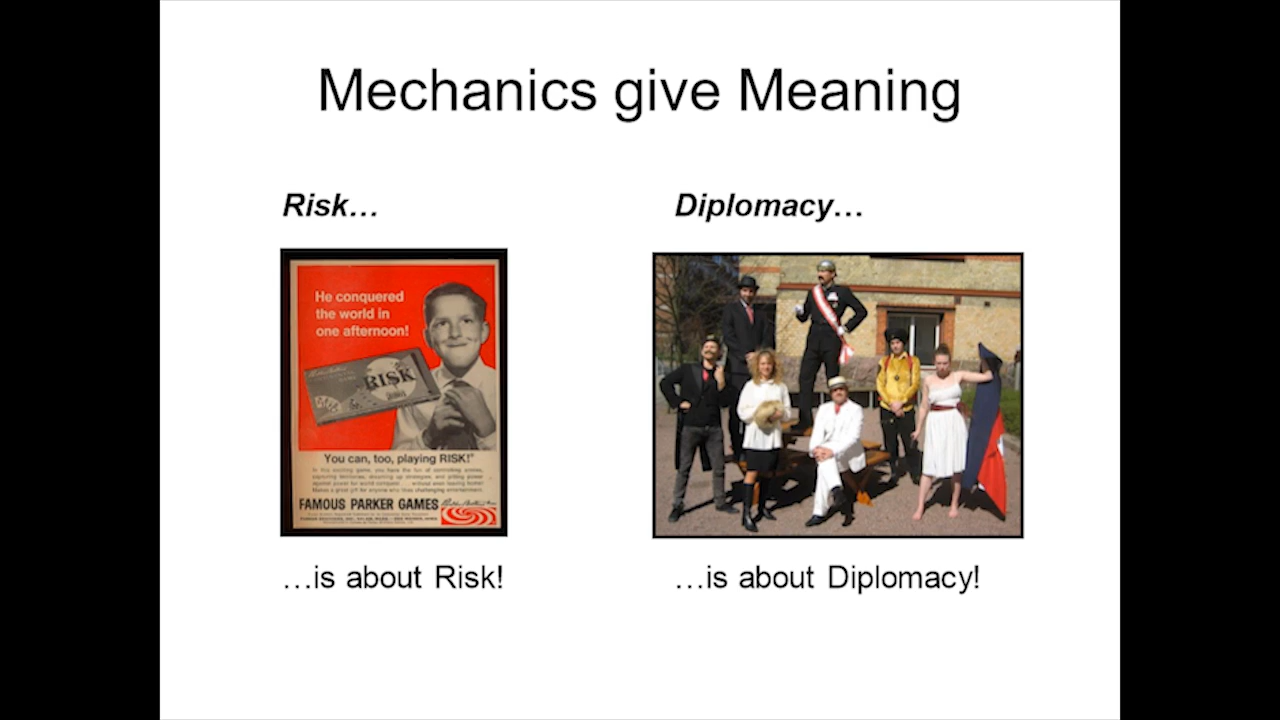 Mechanics give Meaning
Risk…
Diplomacy…
He conquered
the world in
one afternoon!
RISK
You can, too, playing RISK!
FAMOUS PARKER GAMES
…is about Risk!
…is about Diplomacy!